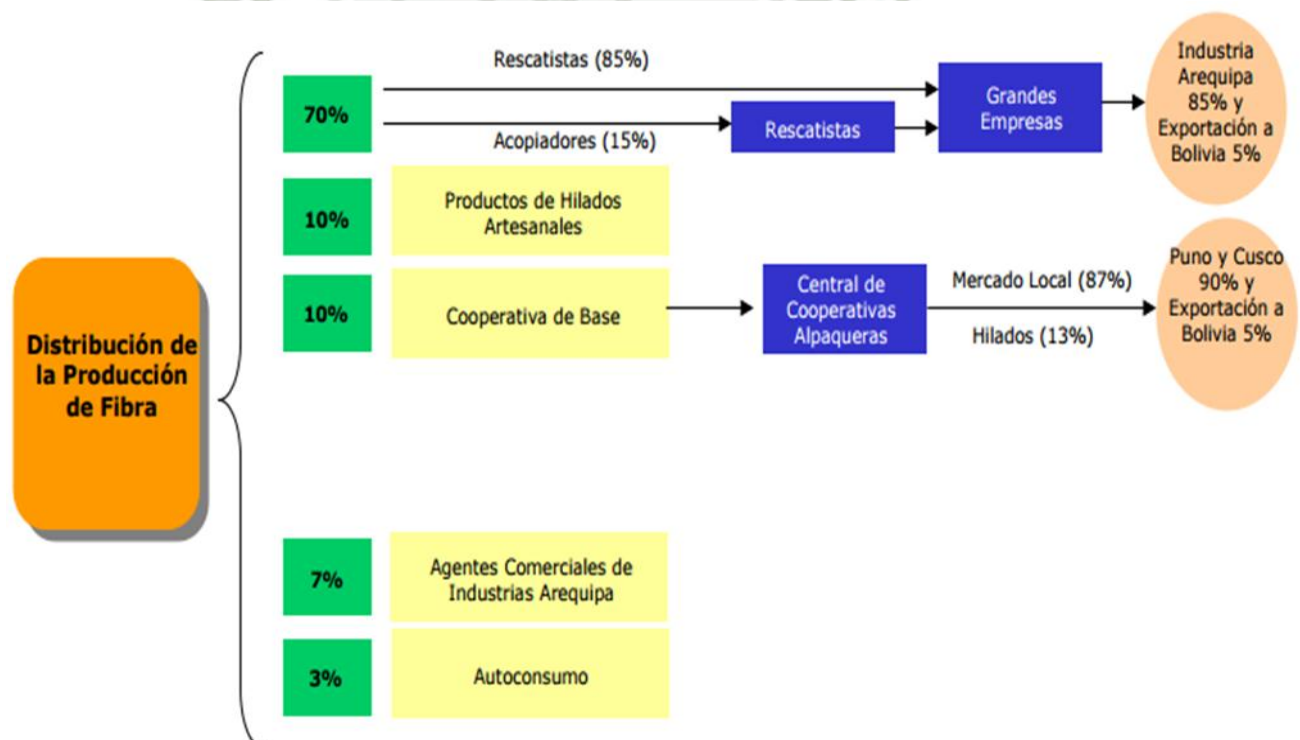 Distribución de
la Producción
de Fibra
70%
Rescatistas (85%)
Acopiadores (15%)
Rescatistas
Grandes
Empresas
Industria
Arequipa
85% y
Exportación a
Bolivia 5%
10%
Productos de Hilados
Artesanales
10%
Cooperativa de Base
Central de
Cooperativas
Alpaqueras
Mercado Local (87%)
Hilados (13%)
Puno y Cusco
90% y
Exportación a
Bolivia 5%
7%
Agentes Comerciales de
Industrias Arequipa
3%
Autoconsumo